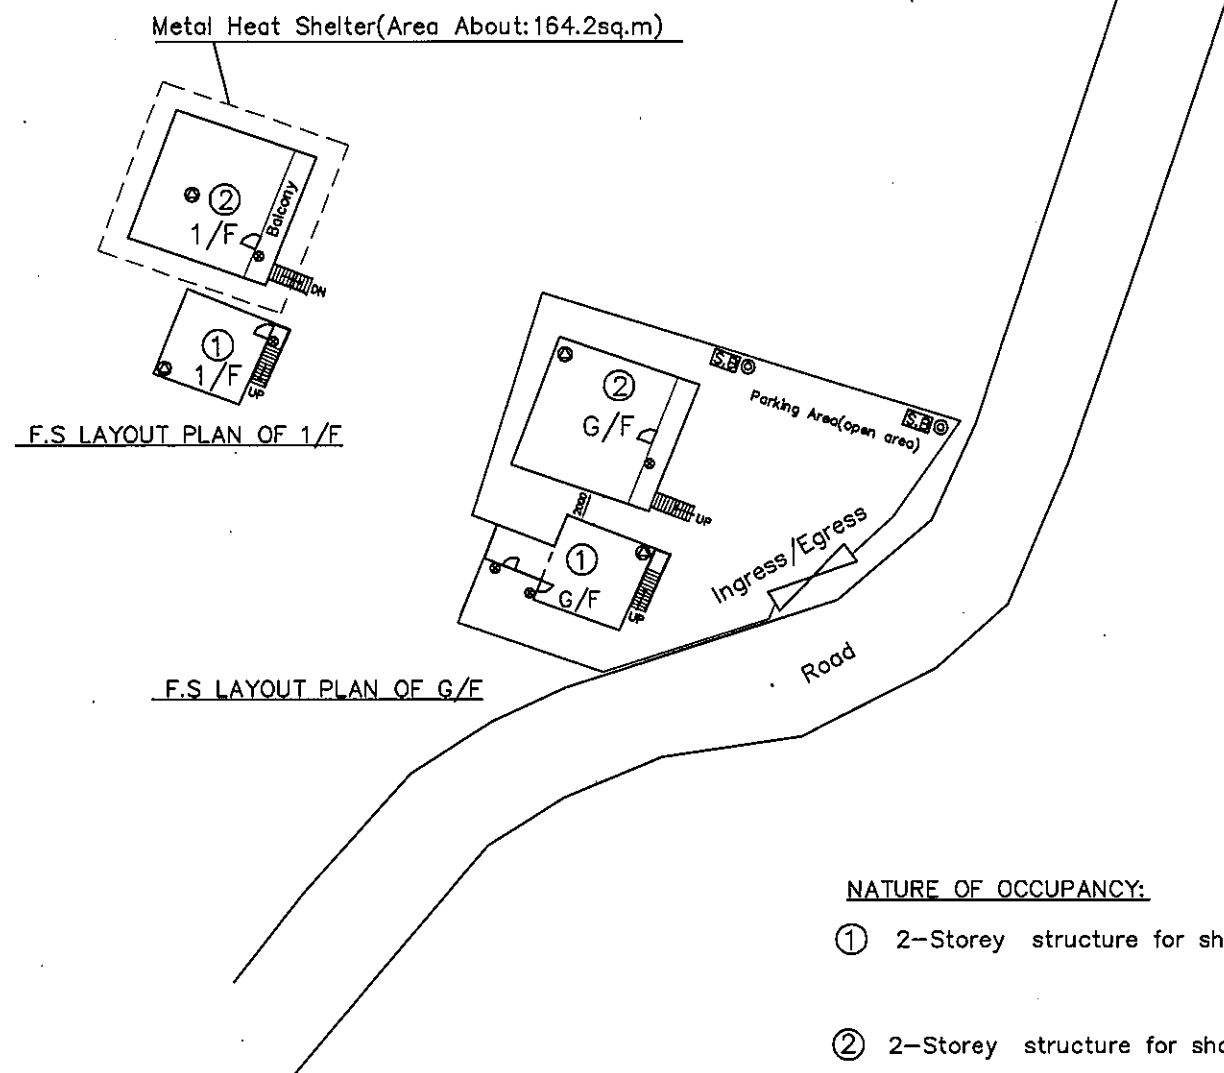 Metal Heat Shelter(Area About:164.2sq.m)
2
1/F
Balcony
DN
1
1/F
UP
F.S LAYOUT PLAN OF 1/F
S.B
2
G/F
Parking Area(open area)
S.B
2000
UP
1
G/F
UP
Ingress/Egress
Road
F.S LAYOUT PLAN OF G/F
NATURE OF OCCUPANCY:
1 2-Storey structure for sh
2 2-Storey structure for sho